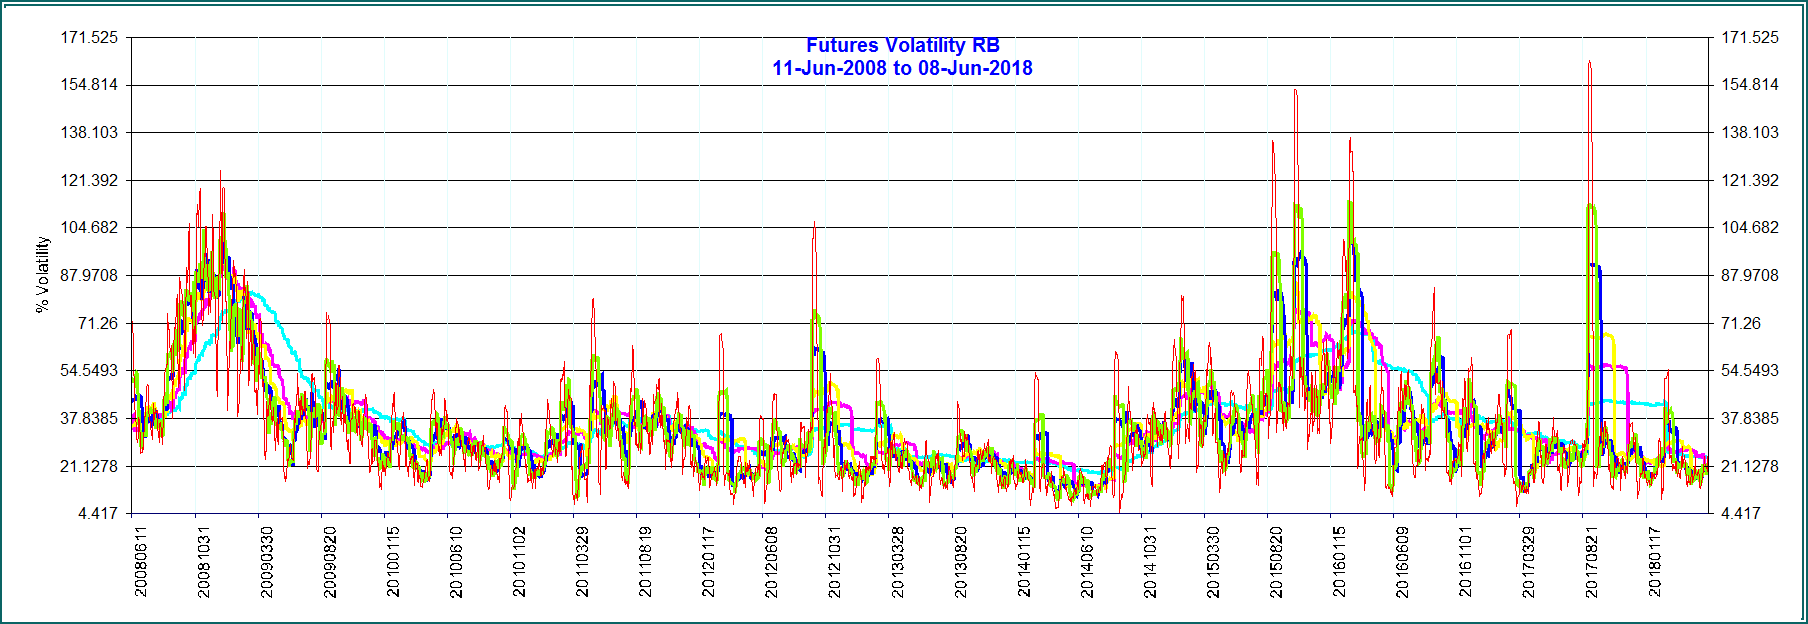 Futures Volatility RB
11-Jun-2008 to 08-Jun-2018
% Volatility
171.525 171.525
154.814 154.814
138.103 138.103
121.392 121.392
104.682 104.682
87.9708 87.9708
71.26 71.26
54.5493 54.5493
37.8385 37.8385
21.1278 21.1278
4.417 4.417
20080611 20081031 20090330 20090820 20100115 20100610 20101102 20110329 20110819 20120117 20120608 20121031 20130328 20130820 20140115 20140610 20141031 20150330 20150820 20160115 20160609 20161101 20170329 20170821 20180117